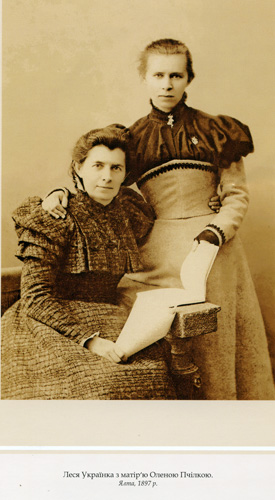 Леся Українка з матір'ю Оленою Пчілкою.
Ялта, 1897 р.